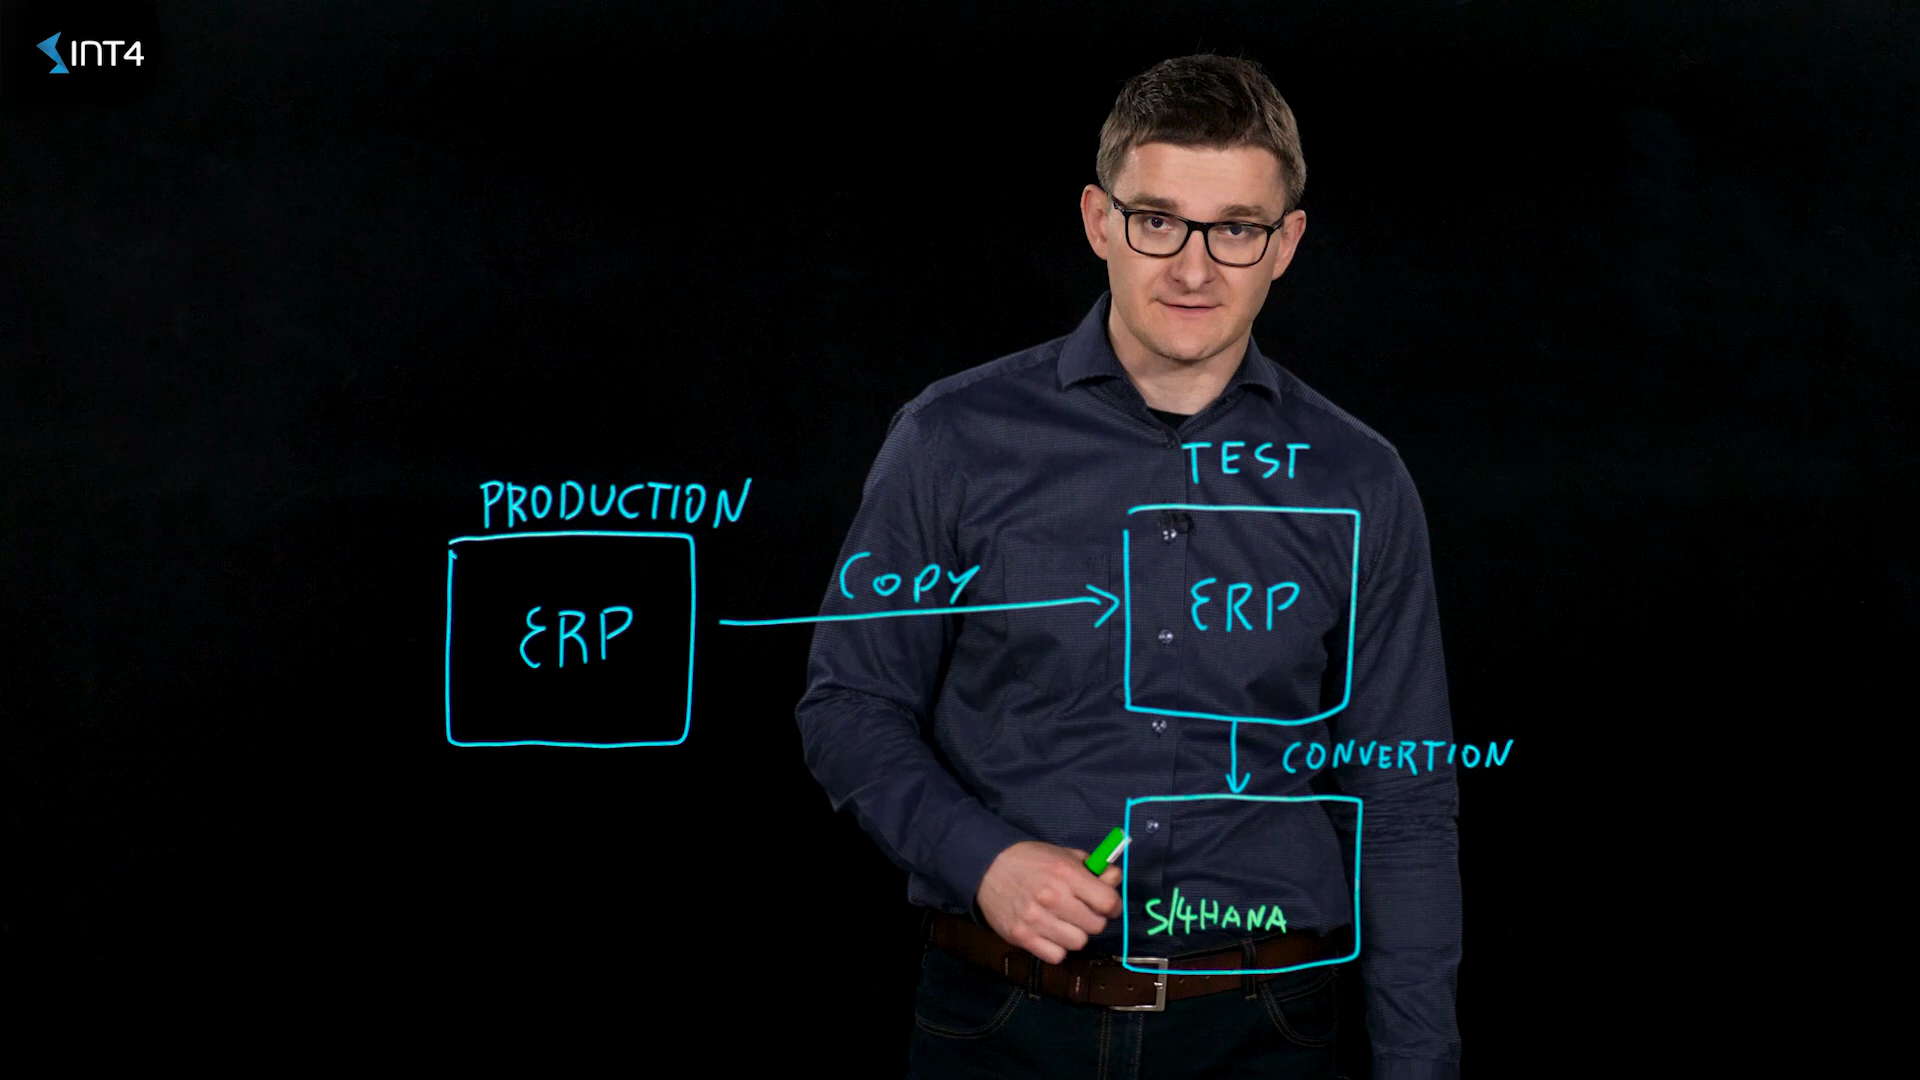 INT4
TEST
PRODUCTION
COPY
ERP
ERP
CONVERTION
S/4HANA